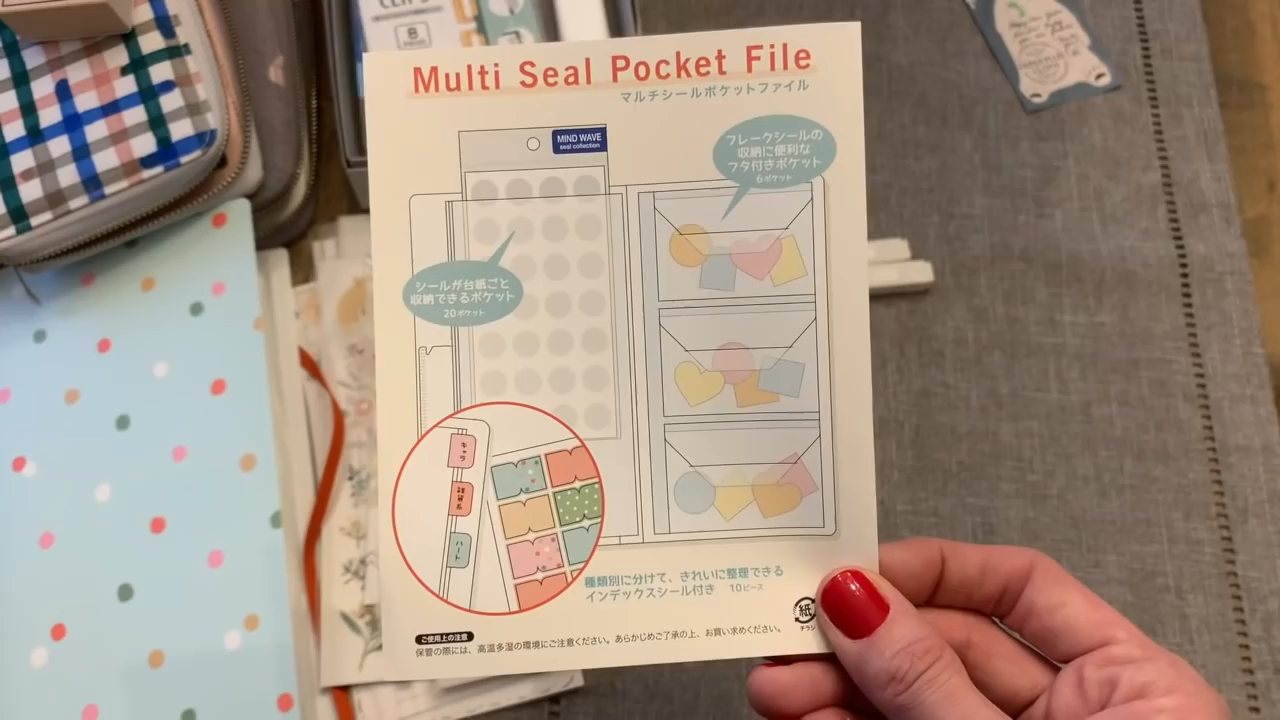 CLIPS
8
Multi Seal Pocket File
マルチシールポケットファイル
MIND WAVE
seal collection
フレークシールの
収納に便利な
フタ付きポケット
6ポケット
シールが台紙ごと
収納できるポケット
20ポケット
キャラ
雑貨名
ハート
種類別に分けて、きれいに整理できる
インデックスシール付き 10ピース
紙
チラシ
ご使用上の注意
保管の際には、高温多湿の環境にご注意ください。あらかじめご了承の上、お買い求めください。